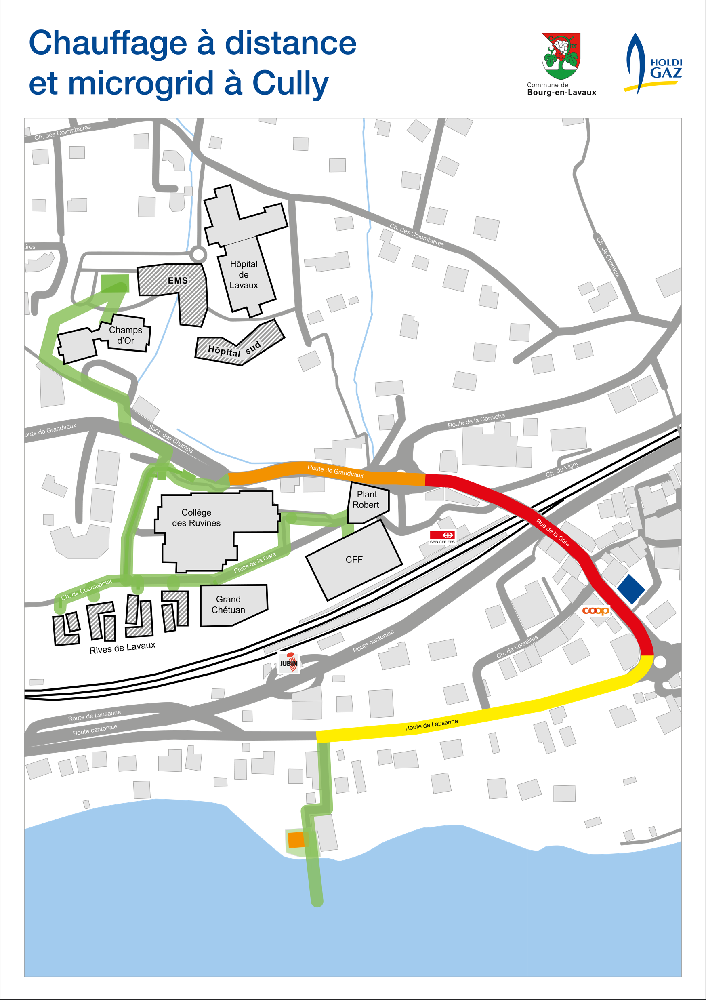 Chauffage à distance
et microgrid à Cully
Commune de
Bourg-en-Lavaux
HOLDI
GAZ
Ch. des Colombaires
aires
Hôpital
de
Lavaux
EMS
Champs
d'Or
Hôpital sud
Ch. des Colombaires
Ch. de Chenaux
oute de Grandvaux
Sent. des Champs
Route de la Corniche
Route de Grandvaux
Ch. du Vigny
Plant
Robert
Collège
des Ruvines
SBB CFF FFS
Rue de la Gare
CFF
Place de la Gare
Ch. de Courseboux
Grand
Chétuan
coop
Rives de Lavaux
JUBIN
Route cantonale
Ch. de Versailles
Route de Lausanne
Route cantonale
Route de Lausanne